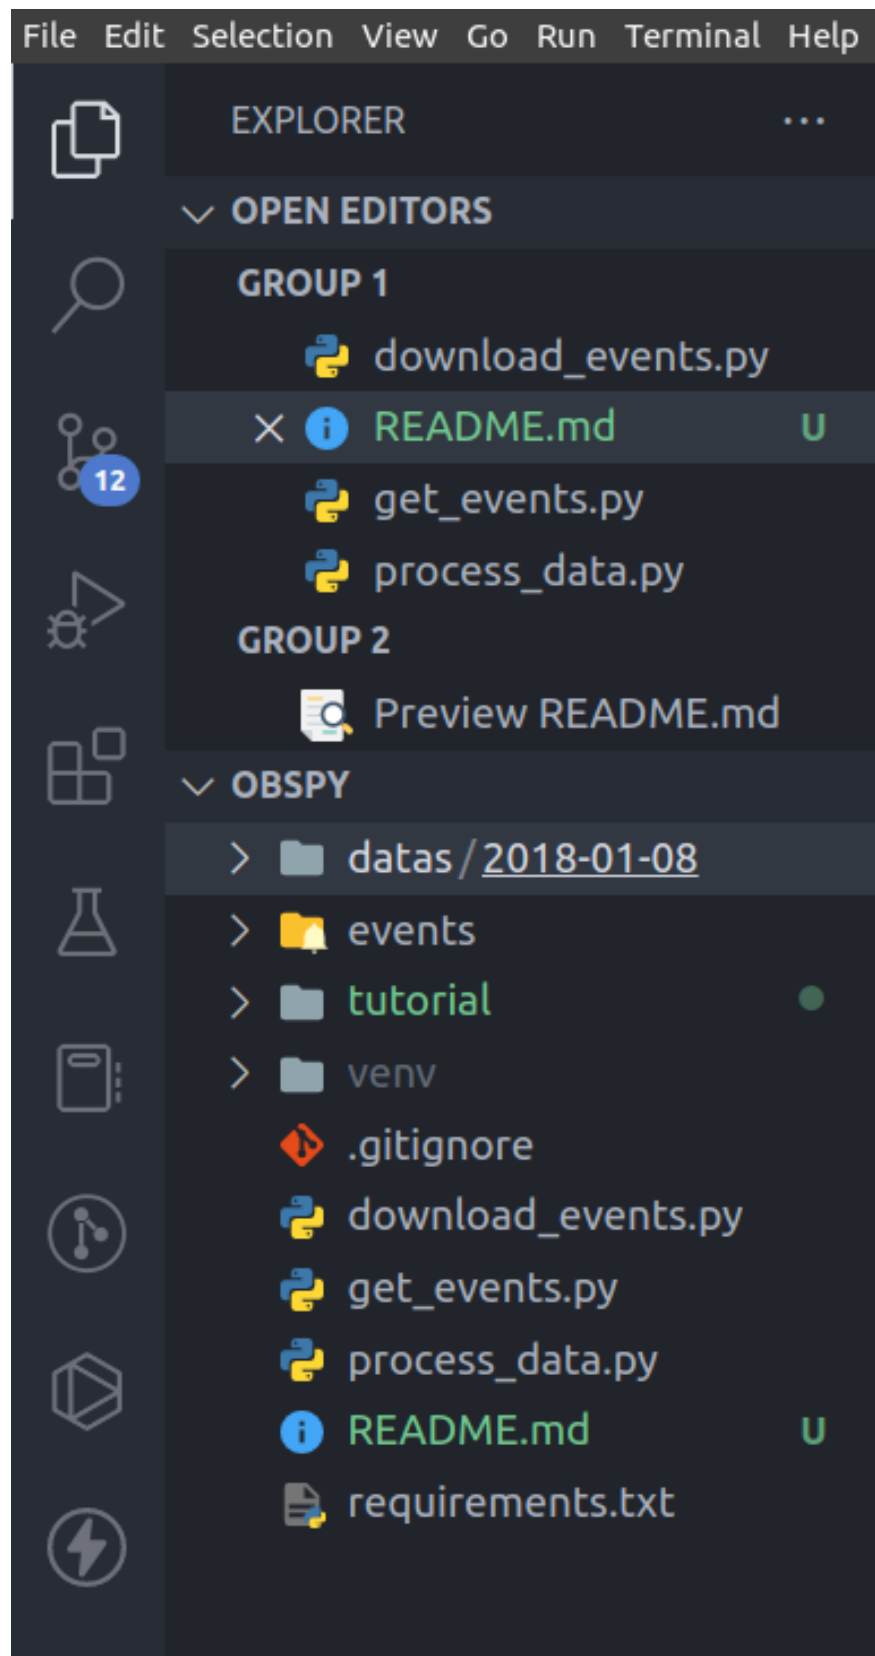 File Edit Selection View Go Run Terminal Help
EXPLORER ...
OPEN EDITORS
GROUP 1
download_events.py
README.md U
12
get_events.py
process_data.py
GROUP 2
Preview README.md
OBSPY
datas/2018-01-08
events
tutorial
venv
.gitignore
download_events.py
get_events.py
process_data.py
README.md U
requirements.txt